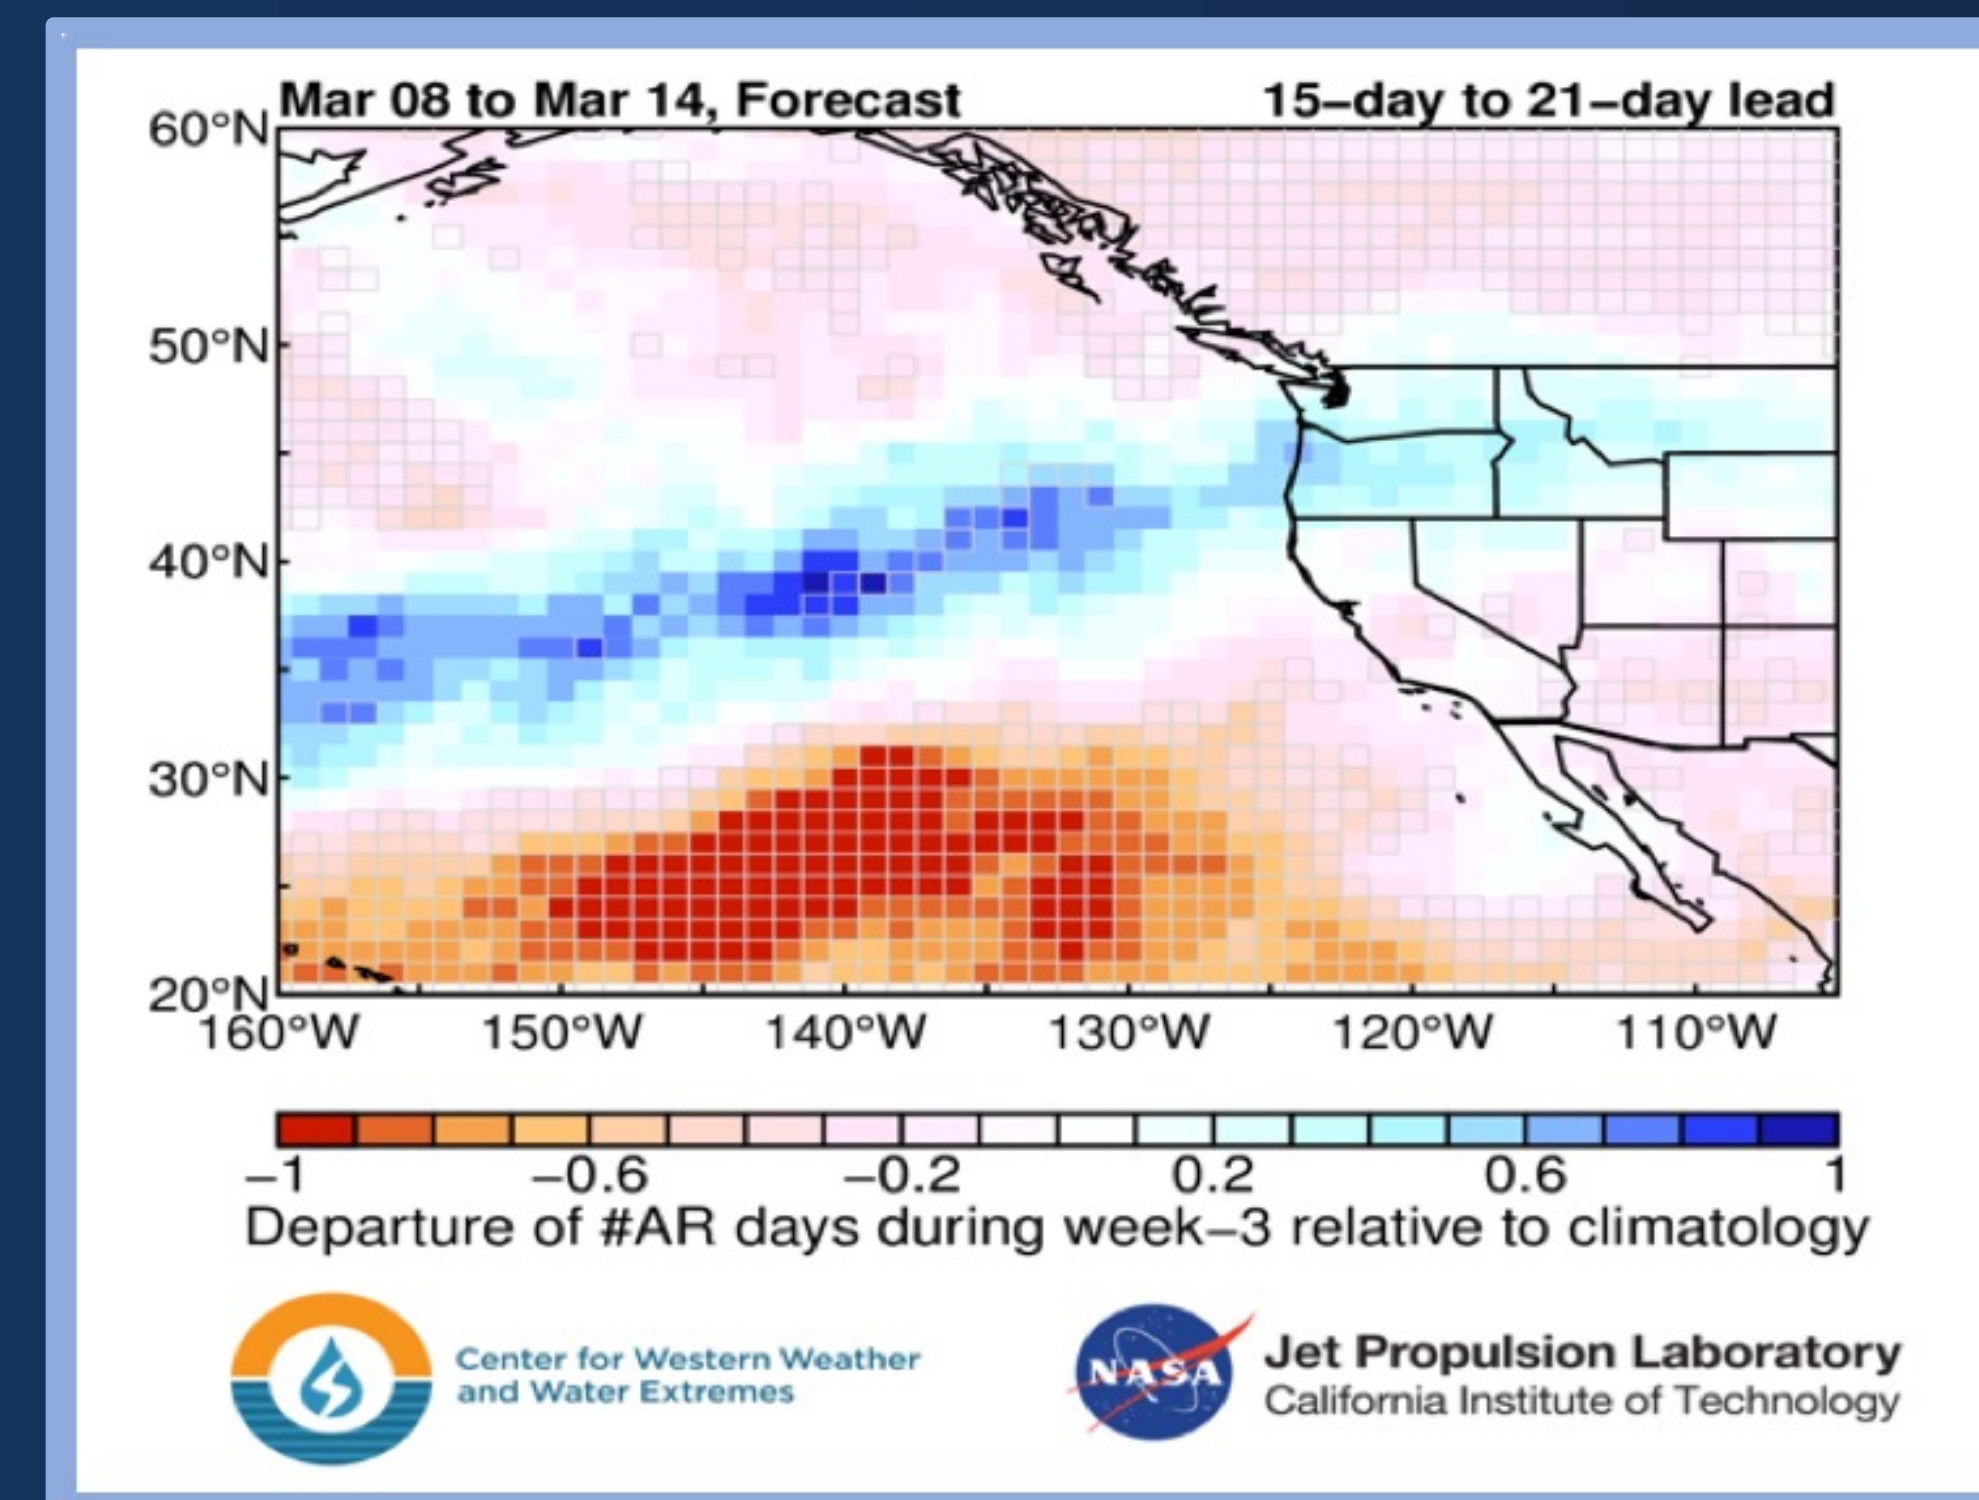 Mar 08 to Mar 14, Forecast
15−day to 21−day lead
60°N
50°N
40°N
30°N
20°N
160°W 150°W 140°W 130°W 120°W 110°W
−1 −0.6 −0.2 0.2 0.6 1
Departure of #AR days during week−3 relative to climatology
Center for Western Weather
and Water Extremes
NASA
Jet Propulsion Laboratory
California Institute of Technology